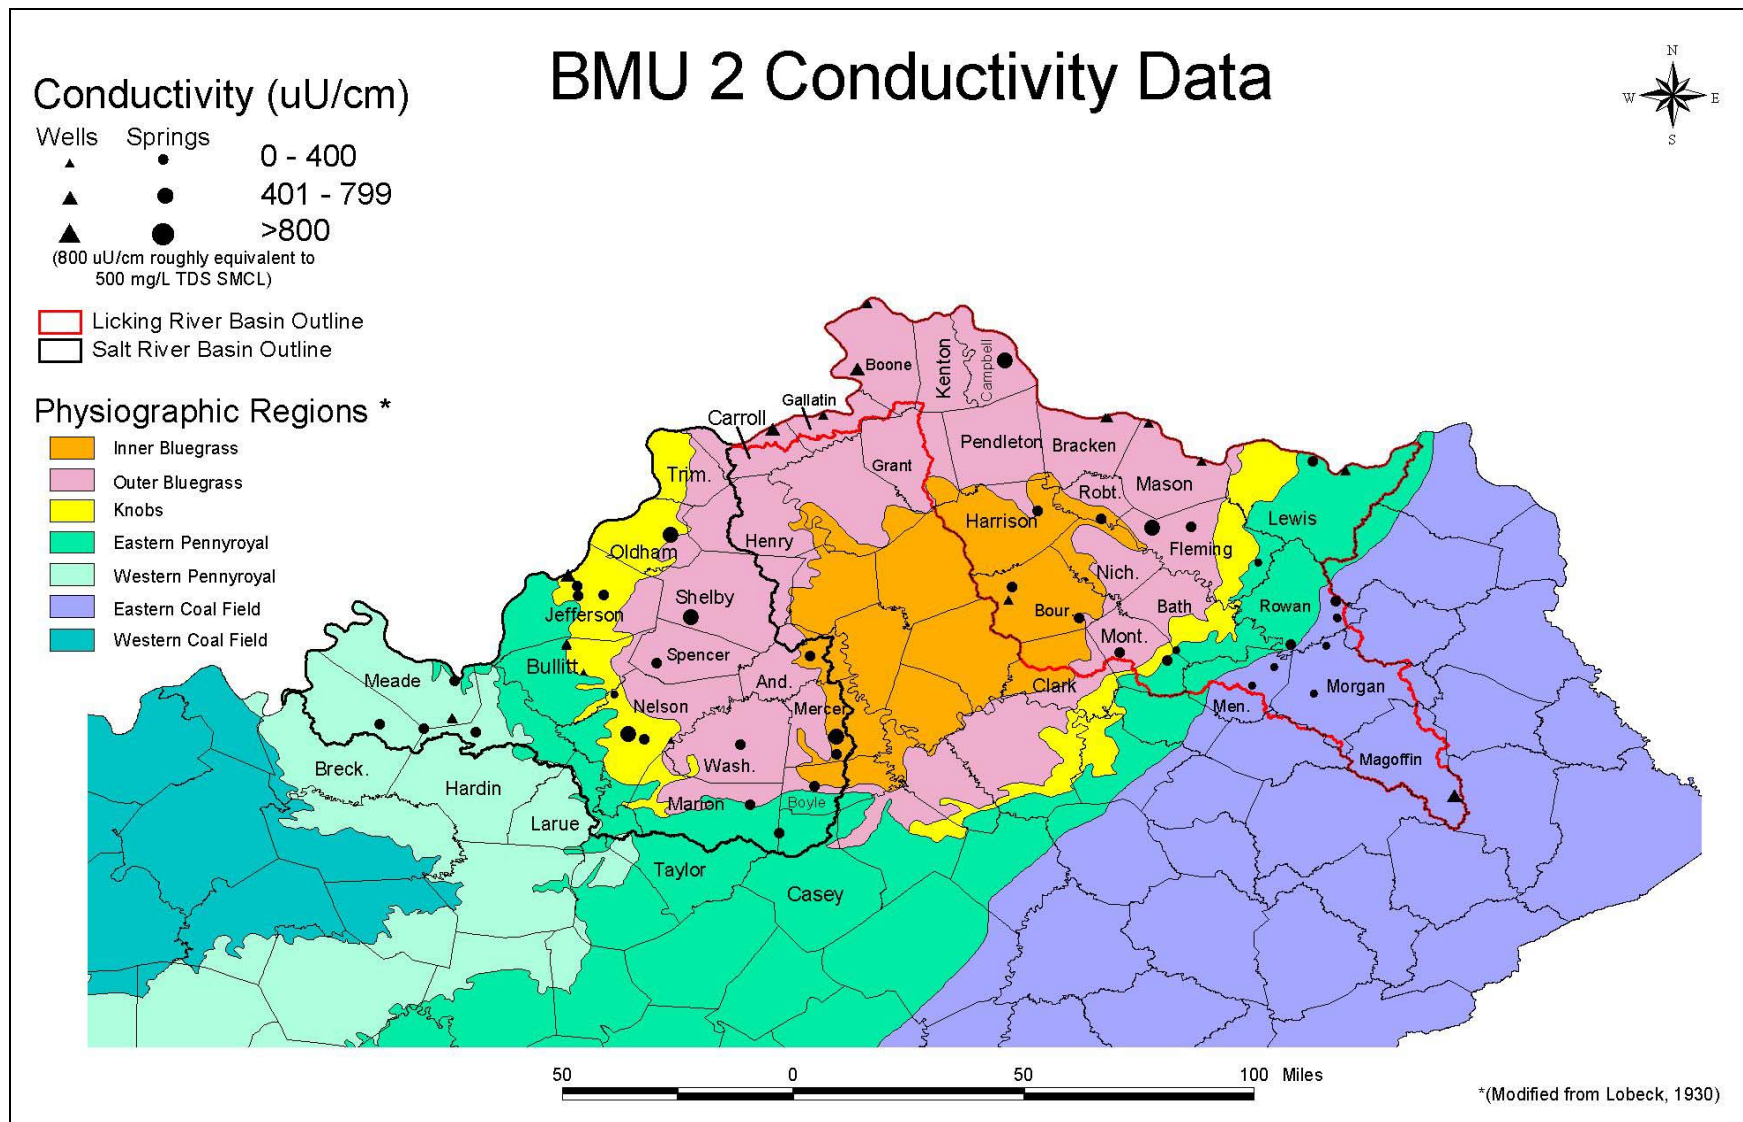 BMU 2 Conductivity Data
N
W E
S
Conductivity (uU/cm)
Wells Springs
0 - 400
401 - 799
>800
(800 uU/cm roughly equivalent to
500 mg/L TDS SMCL)
Licking River Basin Outline
Salt River Basin Outline
Physiographic Regions *
Inner Bluegrass
Outer Bluegrass
Knobs
Eastern Pennyroyal
Western Pennyroyal
Eastern Coal Field
Western Coal Field
Boone
Kenton
Campbell
Gallatin
Carroll
Pendleton
Bracken
Grant
Trim.
Robt.
Mason
Harrison
Lewis
Henry
Oldham
Fleming
Nich.
Shelby
Jefferson
Bour.
Bath
Rowan
Mont.
Spencer
Bullitt
Meade
And.
Clark
Morgan
Nelson
Mercer
Men.
Wash.
Magoffin
Breck.
Hardin
Marion
Boyle
Larue
Taylor
Casey
50 0 50 100 Miles
*(Modified from Lobeck, 1930)